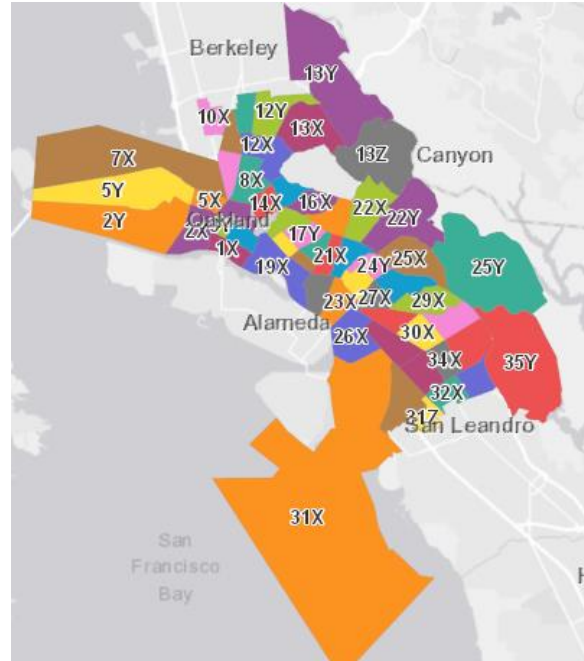 Berkeley
13Y
10X
12Y
13X
12X
13Z
Canyon
7X
8X
5Y
5X
14X
16X
22X
22Y
2Y
2X
Oakland
17Y
1X
21X
24Y
25X
25Y
19X
27X
29X
23X
Alameda
26X
30X
34X
35Y
32X
31Z
San Leandro
31X
San
Francisco
Bay
H